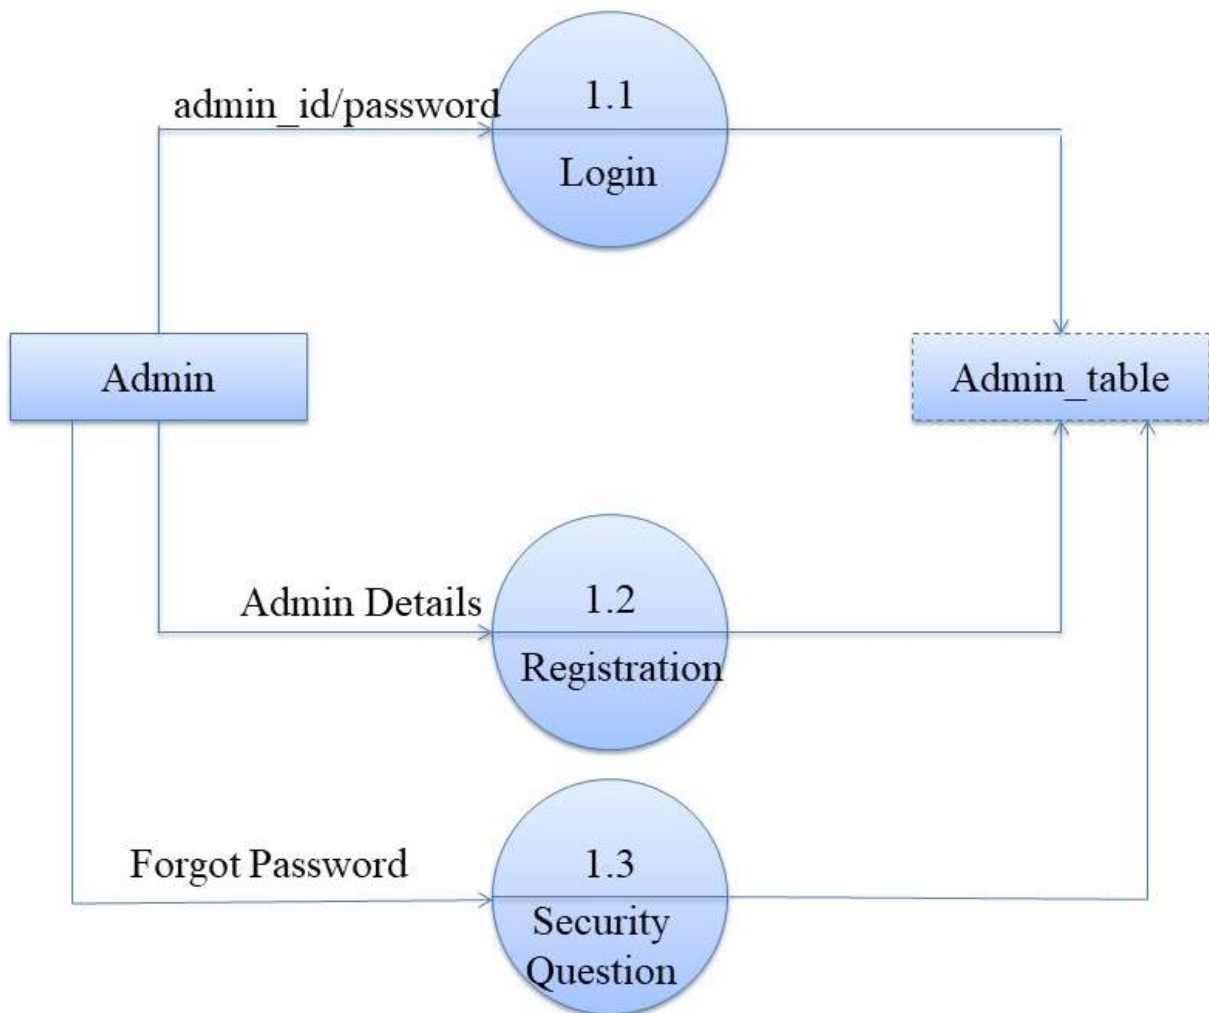 admin_id/password
1.1
Login
Admin
Admin_table
Admin Details
1.2
Registration
Forgot Password
1.3
Security
Question